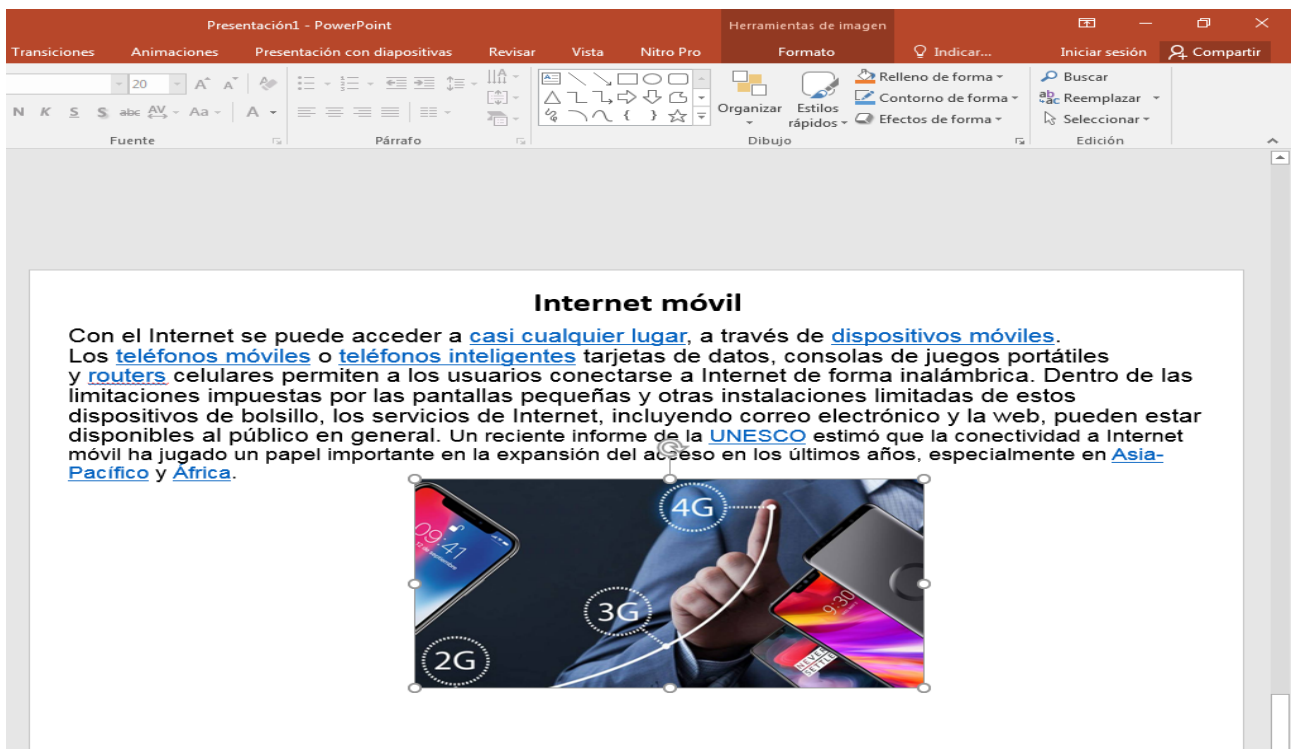 Presentación1 - PowerPoint
Herramientas de imagen
Transiciones Animaciones Presentación con diapositivas Revisar Vista Nitro Pro Formato Indicar... Iniciar sesión Compartir
20 A A Relleno de forma Buscar
Organizar Estilos rápidos Contorno de forma Reemplazar
N K S S abc AV Aa A Efectos de forma Seleccionar
Fuente Párrafo Dibujo Edición
Internet móvil
Con el Internet se puede acceder a casi cualquier lugar, a través de dispositivos móviles.
Los teléfonos móviles o teléfonos inteligentes tarjetas de datos, consolas de juegos portátiles
y routers celulares permiten a los usuarios conectarse a Internet de forma inalámbrica. Dentro de las
limitaciones impuestas por las pantallas pequeñas y otras instalaciones limitadas de estos
dispositivos de bolsillo, los servicios de Internet, incluyendo correo electrónico y la web, pueden estar
disponibles al público en general. Un reciente informe de la UNESCO estimó que la conectividad a Internet
móvil ha jugado un papel importante en la expansión del acceso en los últimos años, especialmente en Asia-
Pacífico y África.
4G
09:41
12 de septiembre
3G
9:30
2G
NEVER
SETTLE